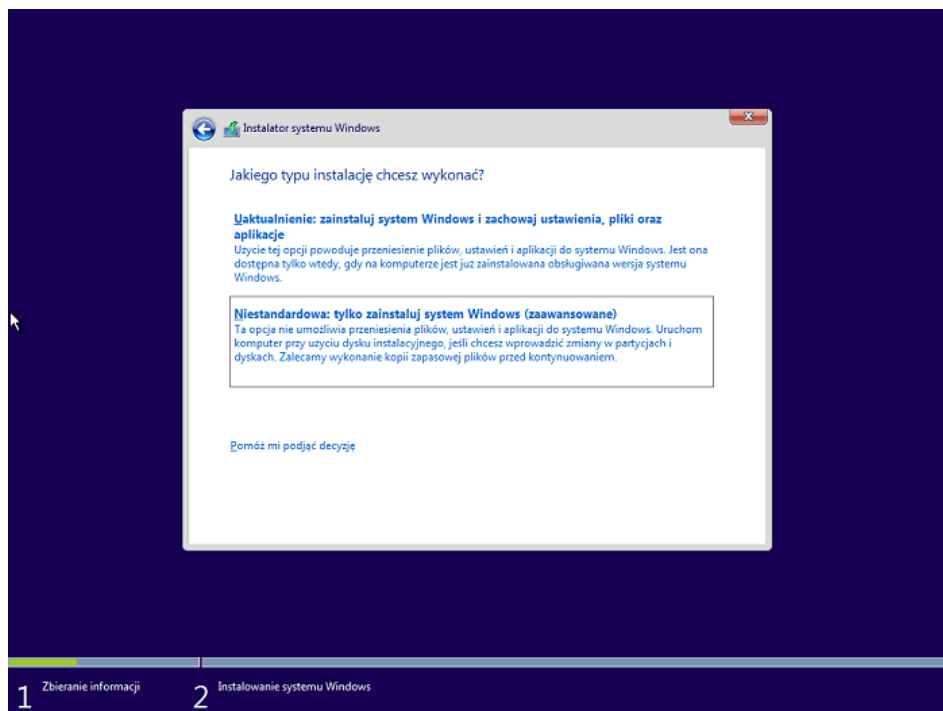 Instalator systemu Windows
Jakiego typu instalację chcesz wykonać?
Uaktualnienie: zainstaluj system Windows i zachowaj ustawienia, pliki oraz
aplikacje
Użycie tej opcji powoduje przeniesienie plików, ustawień i aplikacji do systemu Windows. Jest ona
dostępna tylko wtedy, gdy na komputerze jest już zainstalowana obsługiwana wersja systemu
Windows.
Niestandardowa: tylko zainstaluj system Windows (zaawansowane)
Ta opcja nie umożliwia przeniesienia plików, ustawień i aplikacji do systemu Windows. Uruchom
komputer przy użyciu dysku instalacyjnego, jeśli chcesz wprowadzić zmiany w partycjach i
dyskach. Zalecamy wykonanie kopii zapasowej plików przed kontynuowaniem.
Pomóż mi podjąć decyzję
1 Zbieranie informacji
2 Instalowanie systemu Windows